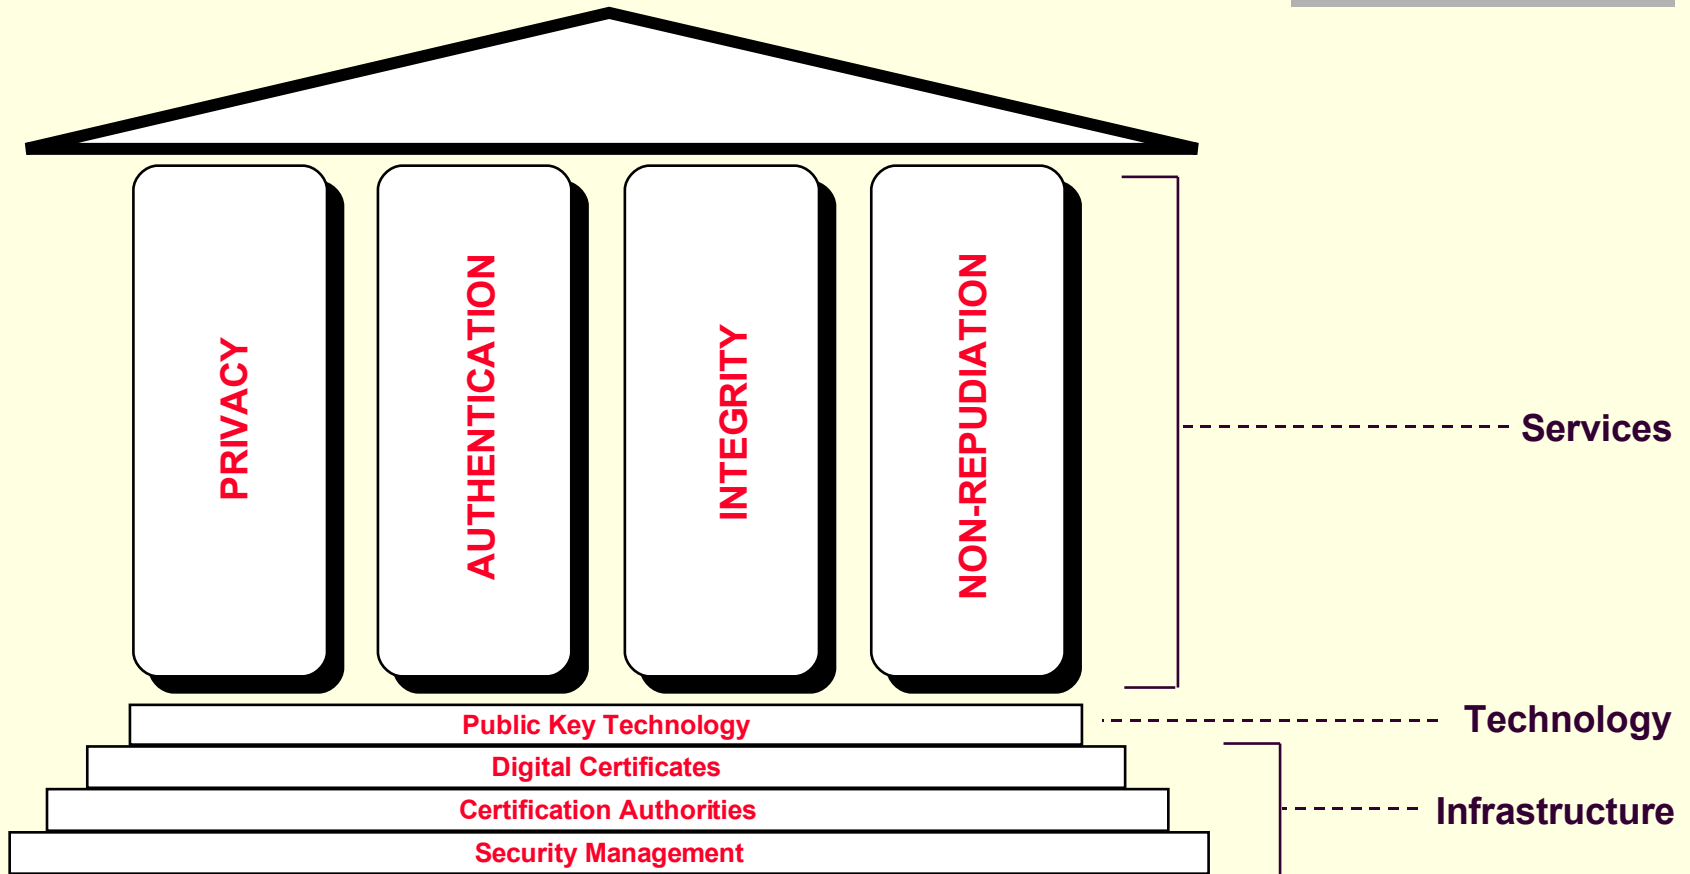 PRIVACY
AUTHENTICATION
INTEGRITY
NON-REPUDIATION
Services
Public Key Technology
Technology
Digital Certificates
Certification Authorities
Infrastructure
Security Management